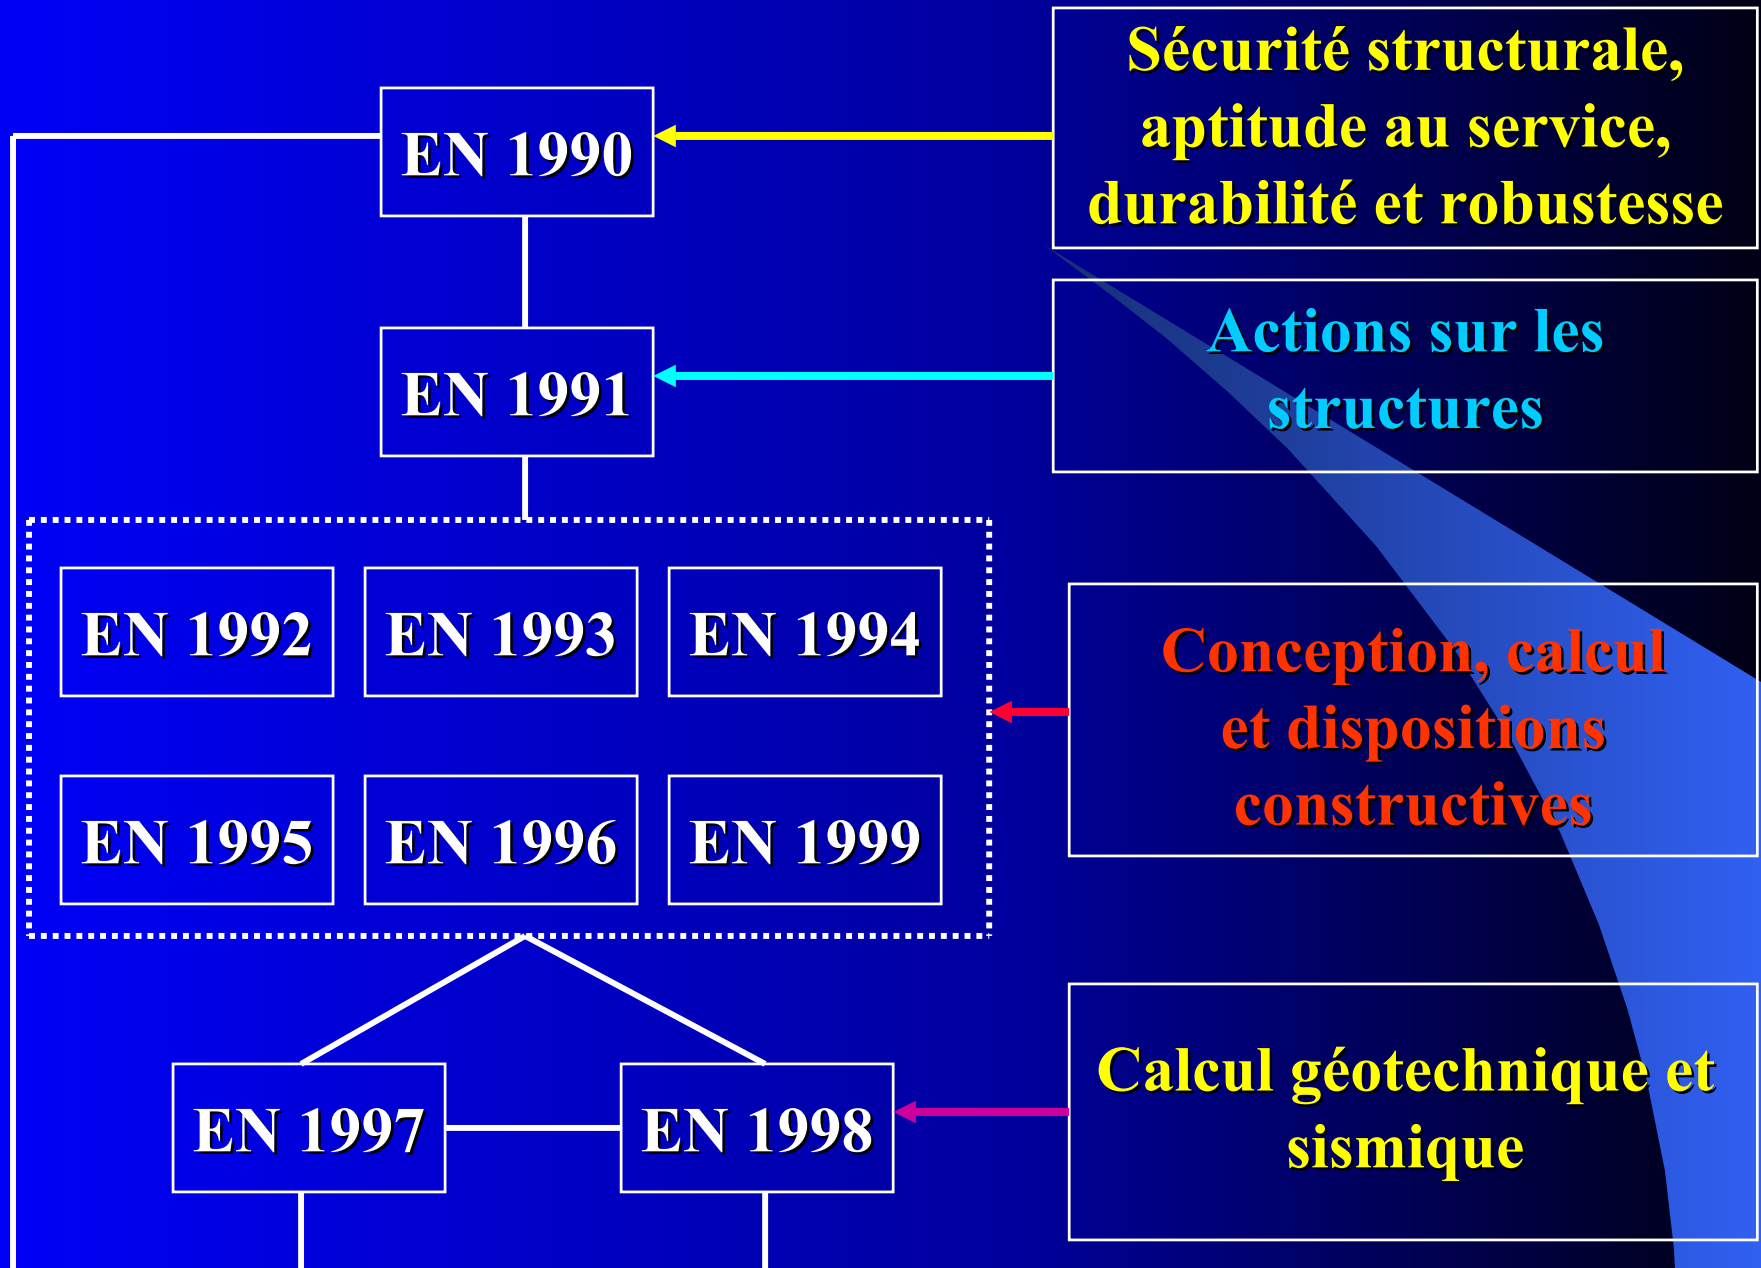 EN 1990
Sécurité structurale,
aptitude au service,
durabilité et robustesse
EN 1991
Actions sur les
structures
EN 1992
EN 1993
EN 1994
EN 1995
EN 1996
EN 1999
Conception, calcul
et dispositions
constructives
EN 1997
EN 1998
Calcul géotechnique et
sismique